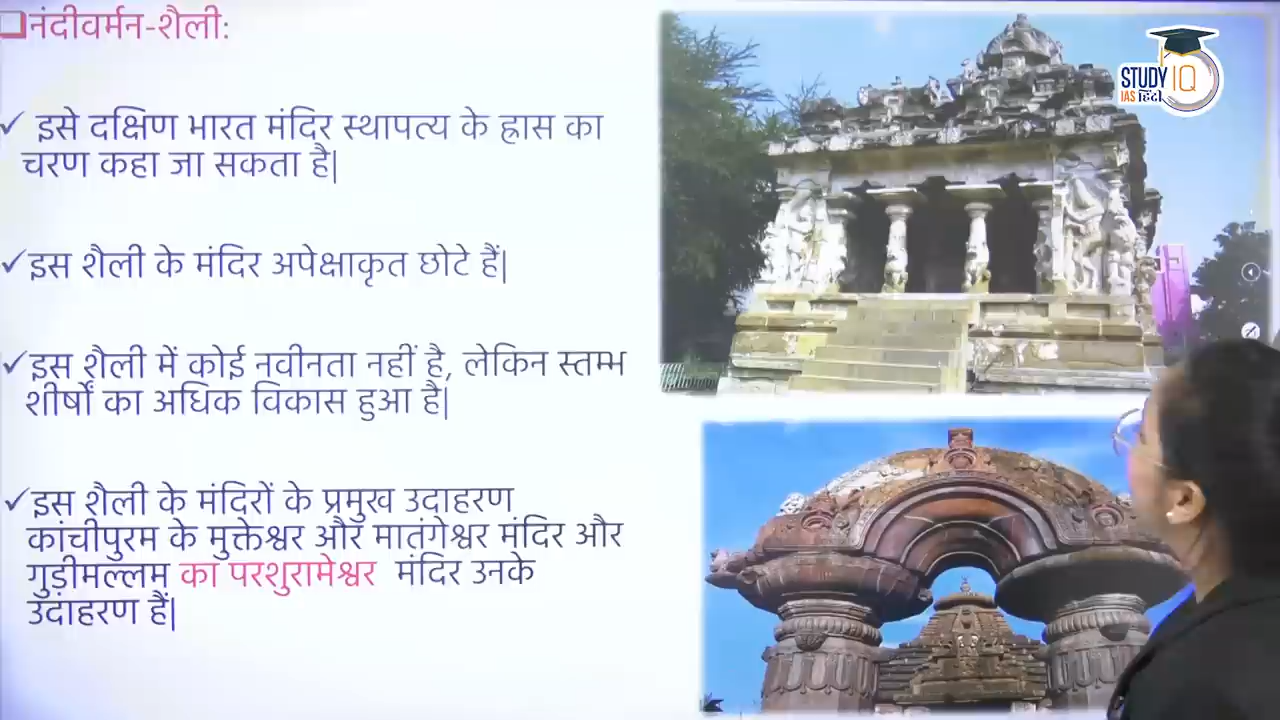 नंदीवर्मन-शैली:
इसे दक्षिण भारत मंदिर स्थापत्य के ह्रास का
चरण कहा जा सकता है|
इस शैली के मंदिर अपेक्षाकृत छोटे हैं|
इस शैली में कोई नवीनता नहीं है, लेकिन स्तम्भ
शीर्षों का अधिक विकास हुआ है|
इस शैली के मंदिरों के प्रमुख उदाहरण
कांचीपुरम के मुक्तेश्वर और मातंगेश्वर मंदिर और
गुड़ीमल्लम का परशुरामेश्वर मंदिर उनके
उदाहरण हैं|
STUDY IQ
IAS हिंदी